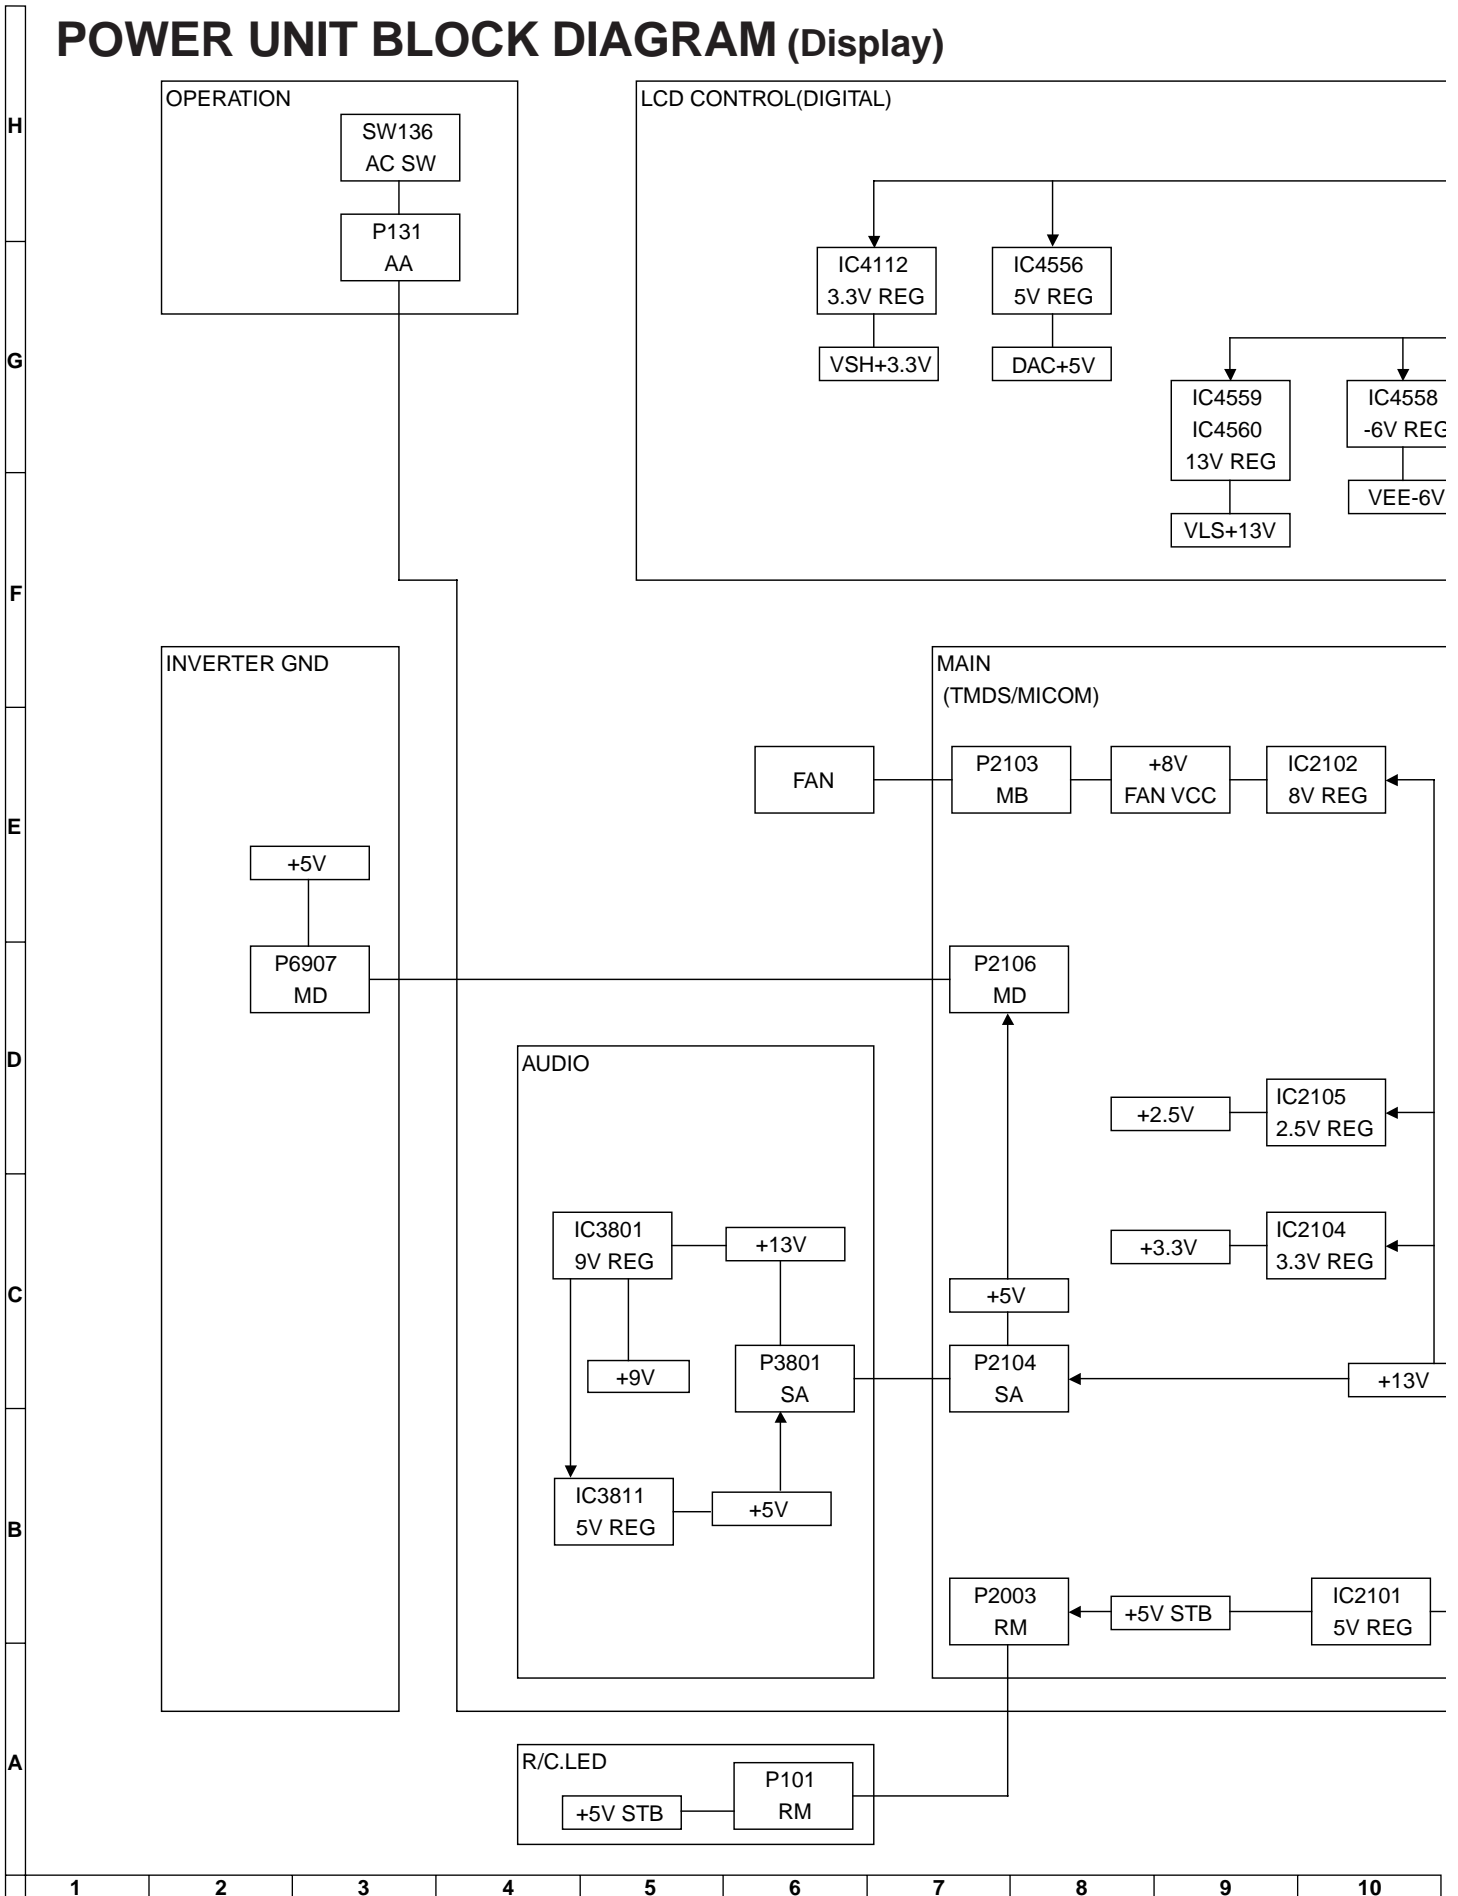 POWER UNIT BLOCK DIAGRAM (Display)
H
OPERATION
SW136
AC SW
P131
AA
LCD CONTROL(DIGITAL)
IC4112
3.3V REG
VSH+3.3V
IC4556
5V REG
DAC+5V
G
IC4559
IC4560
13V REG
VLS+13V
IC4558
-6V REG
VEE-6V
F
INVERTER GND
MAIN
(TMDS/MICOM)
FAN
P2103
MB
+8V
FAN VCC
IC2102
8V REG
E
+5V
P6907
MD
P2106
MD
D
AUDIO
IC2105
2.5V REG
+2.5V
IC3801
9V REG
+13V
+3.3V
IC2104
3.3V REG
C
+5V
+9V
P3801
SA
P2104
SA
+13V
B
IC3811
5V REG
+5V
P2003
RM
+5V STB
IC2101
5V REG
A
R/C.LED
P101
RM
+5V STB
1 2 3 4 5 6 7 8 9 10